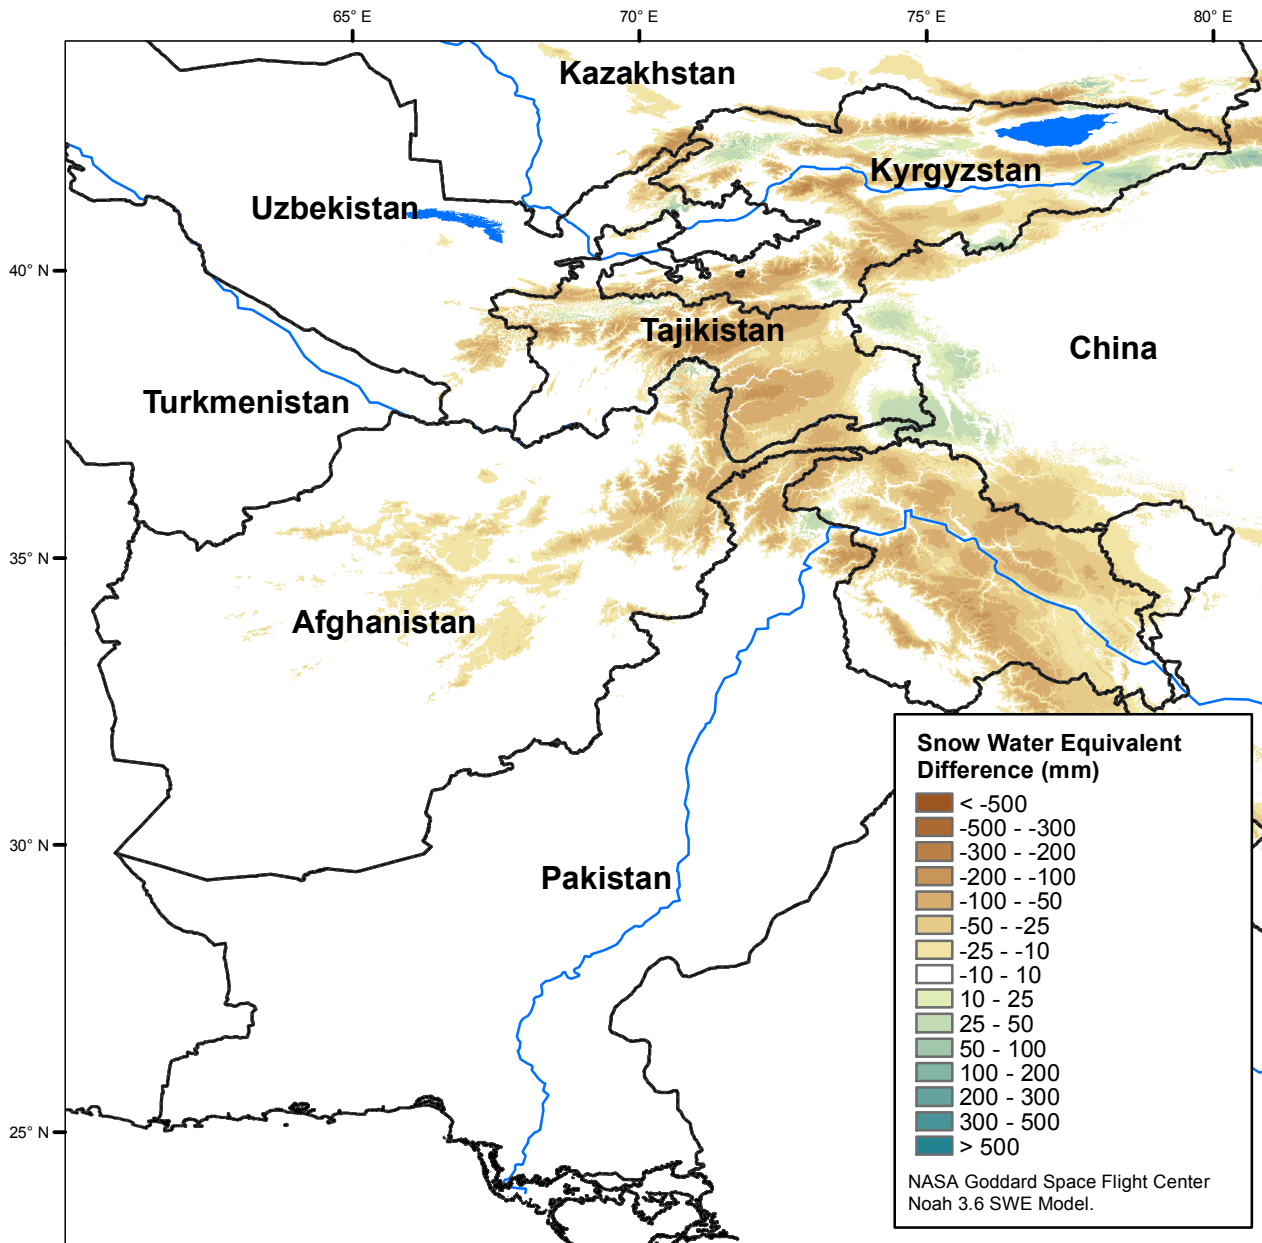 65° E
70° E
75° E
80° E
Kazakhstan
Kyrgyzstan
Uzbekistan
40° N
Tajikistan
China
Turkmenistan
35° N
Afghanistan
Snow Water Equivalent
Difference (mm)
< -500
-500 - -300
-300 - -200
-200 - -100
-100 - -50
-50 - -25
-25 - -10
-10 - 10
10 - 25
25 - 50
50 - 100
100 - 200
200 - 300
300 - 500
> 500
NASA Goddard Space Flight Center
Noah 3.6 SWE Model.
30° N
Pakistan
25° N